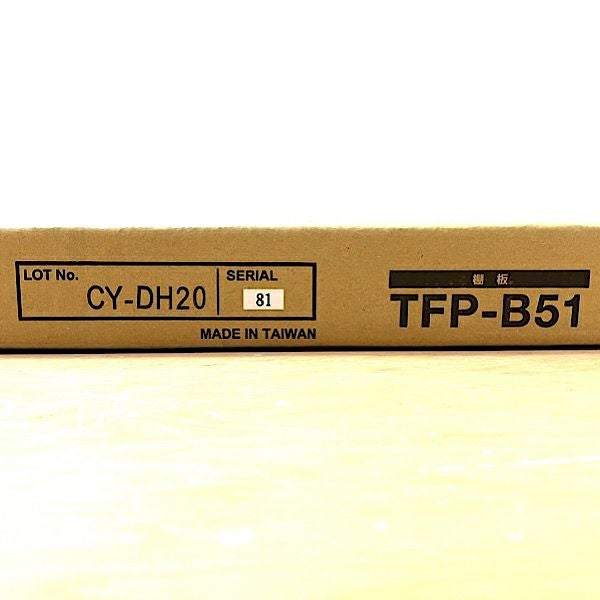 LOT No.
CY-DH20
SERIAL
81
MADE IN TAIWAN
棚板
TFP-B51